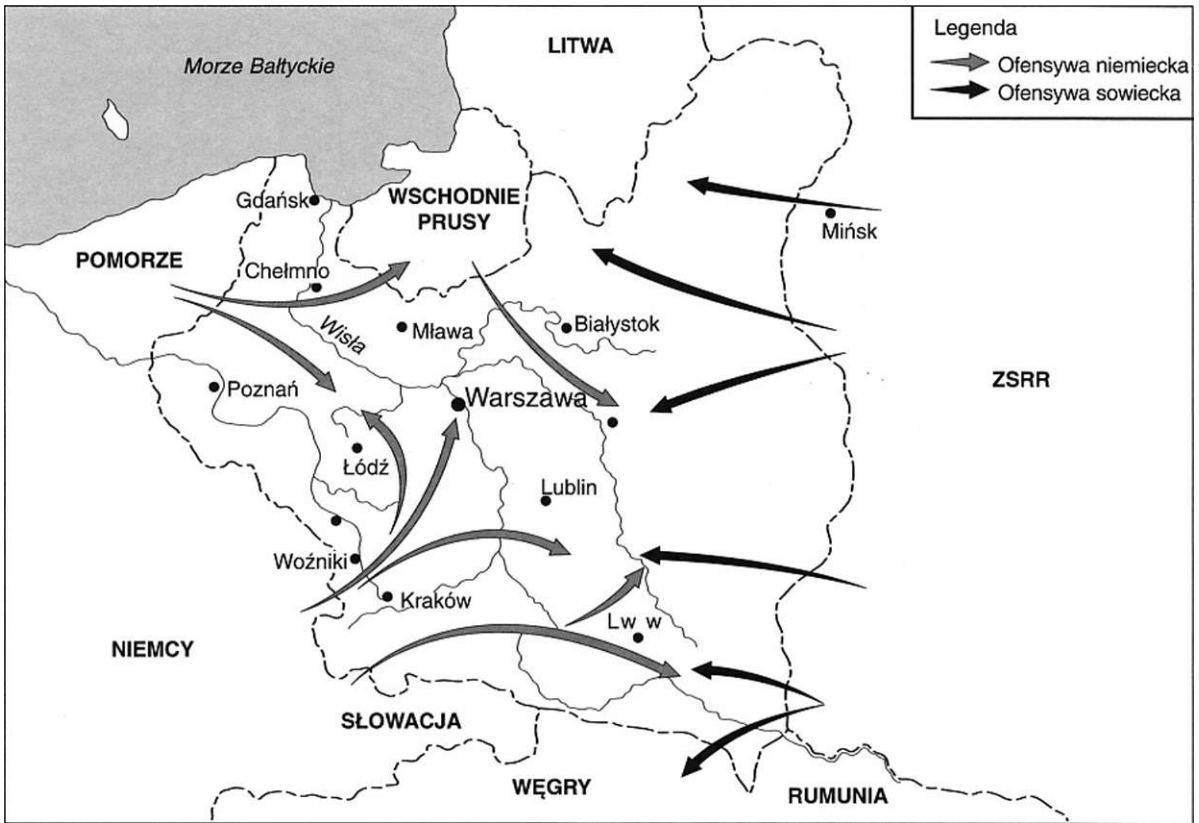 LITWA
Legenda
Ofensywa niemiecka
Ofensywa sowiecka
Morze Bałtyckie
Gdańsk
WSCHODNIE
PRUSY
Mińsk
POMORZE
Chełmno
Wisła
Mława
Białystok
ZSRR
Poznań
Warszawa
Łódź
Lublin
Woźniki
Kraków
Lw w
NIEMCY
SŁOWACJA
WĘGRY
RUMUNIA